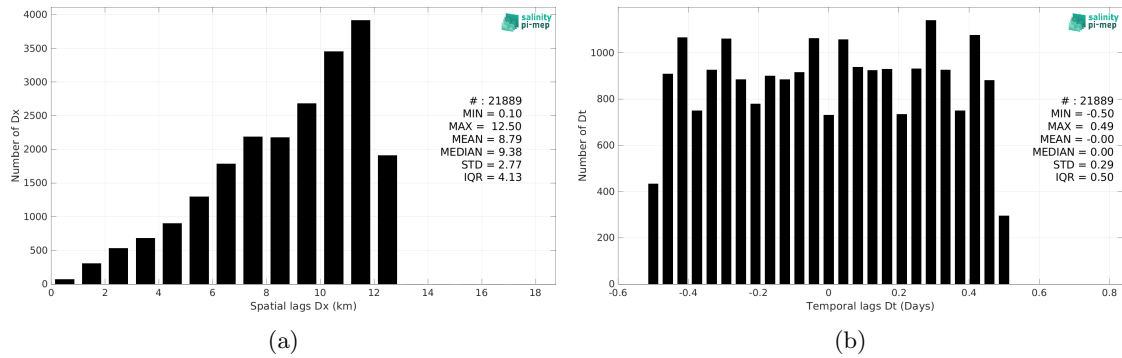 salinity
pi-mep
Number of Dx
4000
3500
3000
2500
2000
1500
1000
500
0
# : 21889
MIN = 0.10
MAX = 12.50
MEAN = 8.79
MEDIAN = 9.38
STD = 2.77
IQR = 4.13
0 2 4 6 8 10 12 14 16 18
Spatial lags Dx (km)
(a)
salinity
pi-mep
Number of Dt
1000
800
600
400
200
0
# : 21889
MIN = -0.50
MAX = 0.49
MEAN = -0.00
MEDIAN = 0.00
STD = 0.29
IQR = 0.50
-0.6 -0.4 -0.2 0 0.2 0.4 0.6 0.8
Temporal lags Dt (Days)
(b)